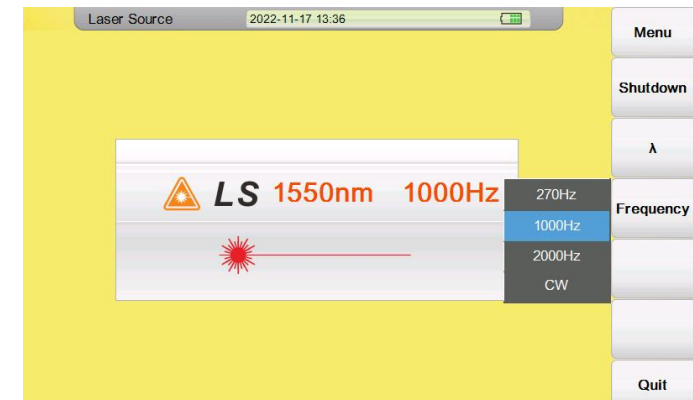 Laser Source 2022-11-17 13:36
Menu
Shutdown
λ
LS 1550nm 1000Hz
270Hz
1000Hz
2000Hz
CW
Frequency
Quit